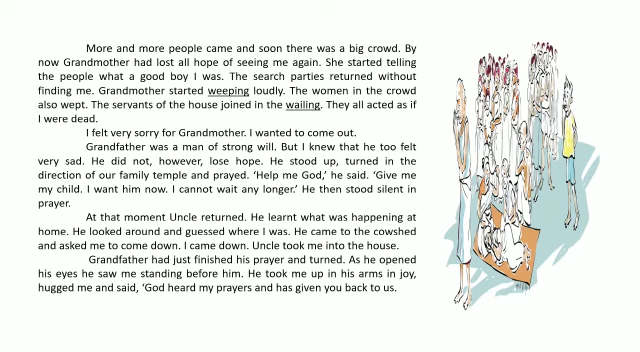 More and more people came and soon there was a big crowd. By
now Grandmother had lost all hope of seeing me again. She started telling
the people what a good boy I was. The search parties returned without
finding me. Grandmother started weeping loudly. The women in the crowd
also wept. The servants of the house joined in the wailing. They all acted as if
I were dead.
I felt very sorry for Grandmother. I wanted to come out.
Grandfather was a man of strong will. But I knew that he too felt
very sad. He did not, however, lose hope. He stood up, turned in the
direction of our family temple and prayed. ‘Help me God,’ he said. ‘Give me
my child. I want him now. I cannot wait any longer.’ He then stood silent in
prayer.
At that moment Uncle returned. He learnt what was happening at
home. He looked around and guessed where I was. He came to the cowshed
and asked me to come down. I came down. Uncle took me into the house.
Grandfather had just finished his prayer and turned. As he opened
his eyes he saw me standing before him. He took me up in his arms in joy,
hugged me and said, ‘God heard my prayers and has given you back to us.